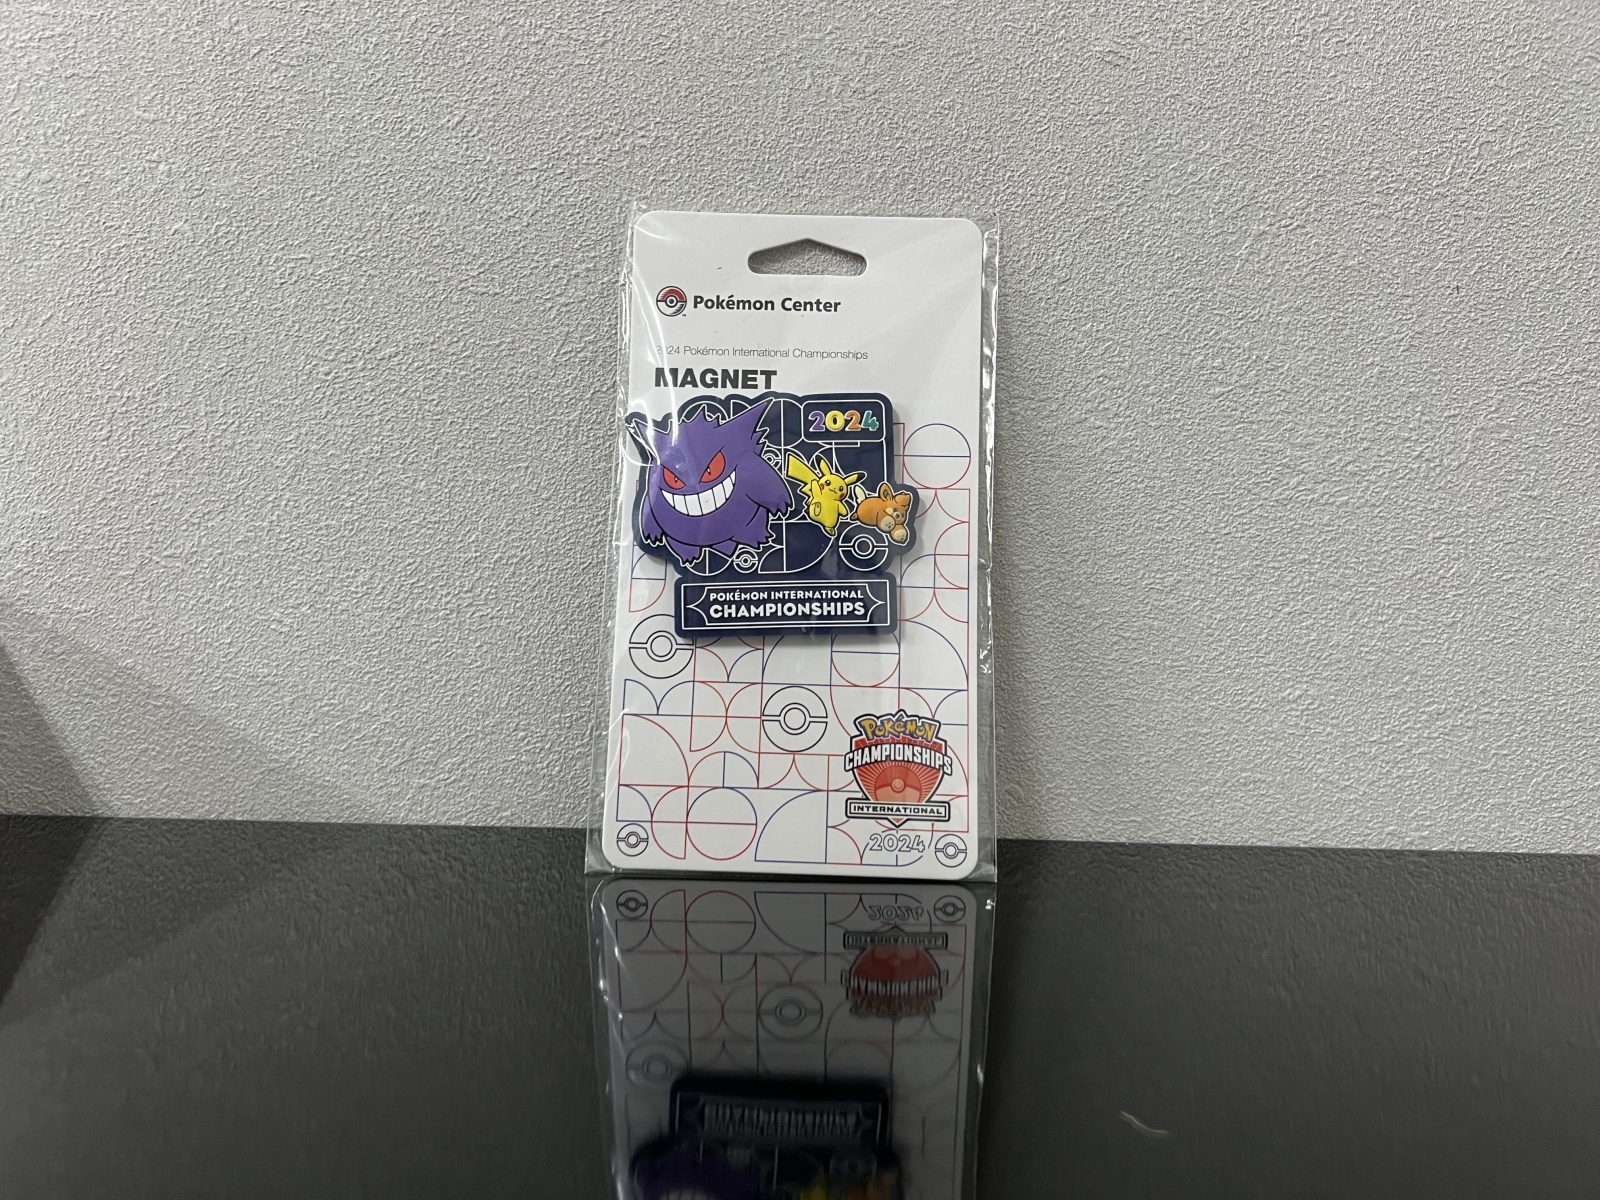 Pokémon Center
2024 Pokémon International Championships
MAGNET
2024
POKÉMON INTERNATIONAL
CHAMPIONSHIPS
POKéMON
CHAMPIONSHIPS
INTERNATIONAL
2024